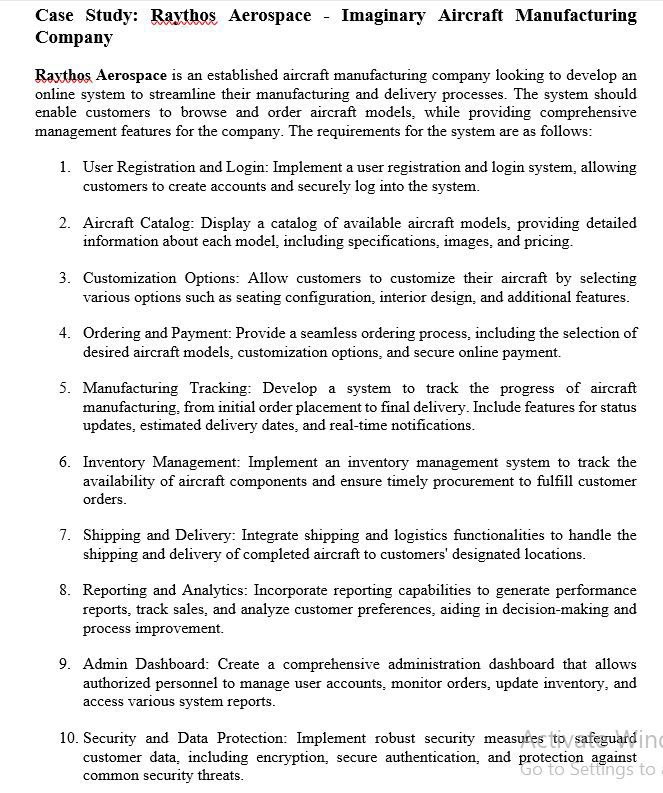 Case Study: Raythos Aerospace - Imaginary Aircraft Manufacturing
Company
Raythos Aerospace is an established aircraft manufacturing company looking to develop an
online system to streamline their manufacturing and delivery processes. The system should
enable customers to browse and order aircraft models, while providing comprehensive
management features for the company. The requirements for the system are as follows:
1. User Registration and Login: Implement a user registration and login system, allowing
customers to create accounts and securely log into the system.
2. Aircraft Catalog: Display a catalog of available aircraft models, providing detailed
information about each model, including specifications, images, and pricing.
3. Customization Options: Allow customers to customize their aircraft by selecting
various options such as seating configuration, interior design, and additional features.
4. Ordering and Payment: Provide a seamless ordering process, including the selection of
desired aircraft models, customization options, and secure online payment.
5. Manufacturing Tracking: Develop a system to track the progress of aircraft
manufacturing, from initial order placement to final delivery. Include features for status
updates, estimated delivery dates, and real-time notifications.
6. Inventory Management: Implement an inventory management system to track the
availability of aircraft components and ensure timely procurement to fulfill customer
orders.
7. Shipping and Delivery: Integrate shipping and logistics functionalities to handle the
shipping and delivery of completed aircraft to customers' designated locations.
8. Reporting and Analytics: Incorporate reporting capabilities to generate performance
reports, track sales, and analyze customer preferences, aiding in decision-making and
process improvement.
9. Admin Dashboard: Create a comprehensive administration dashboard that allows
authorized personnel to manage user accounts, monitor orders, update inventory, and
access various system reports.
10. Security and Data Protection: Implement robust security measures to safeguard
customer data, including encryption, secure authentication, and protection against
common security threats.
Activate Wind
Go to Settings to